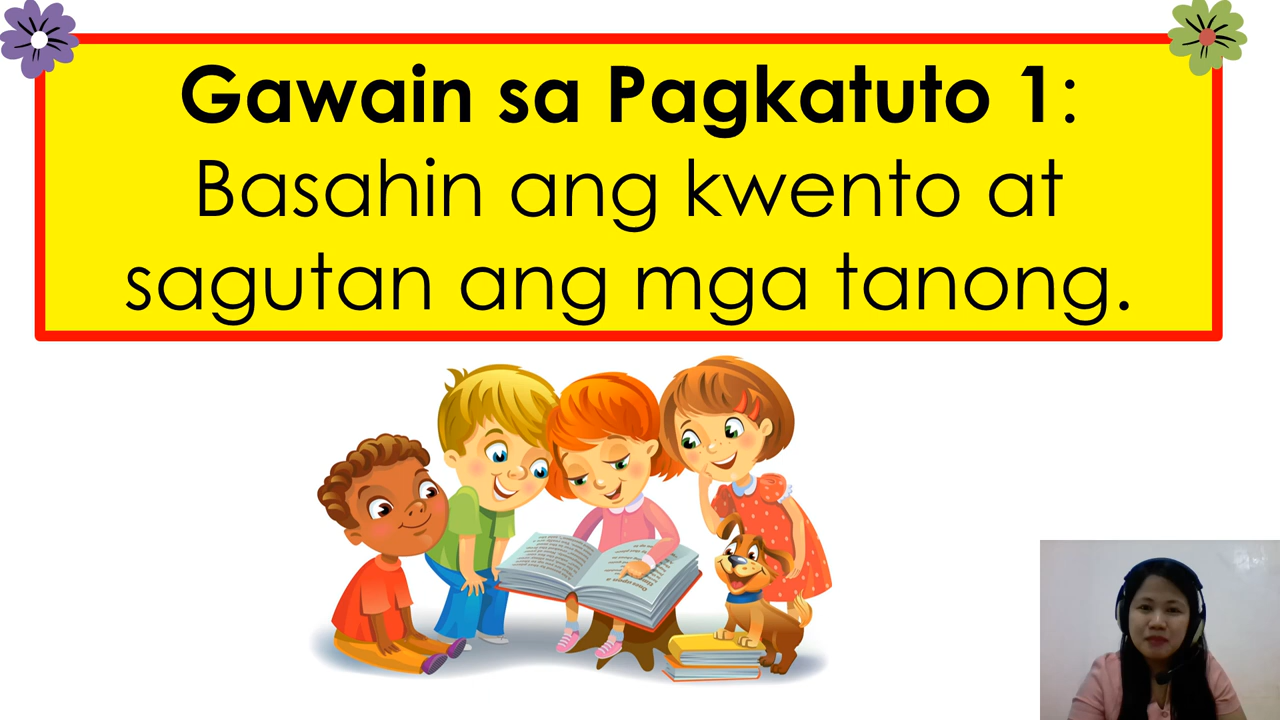 Gawain sa Pagkatuto 1:
Basahin ang kwento at
sagutan ang mga tanong.